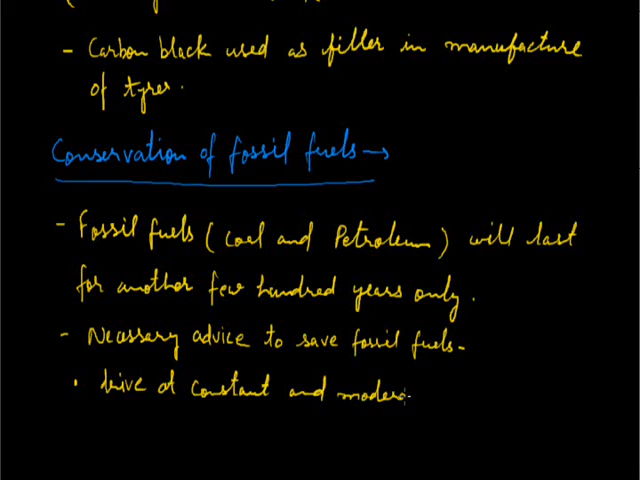 - Carbon black used as filler in manufacture
of tyres.
Conservation of fossil fuels →
- Fossil fuels (Coal and Petroleum) will last
for another few hundred years only.
- Necessary advice to save fossil fuels-
• drive at constant and modera